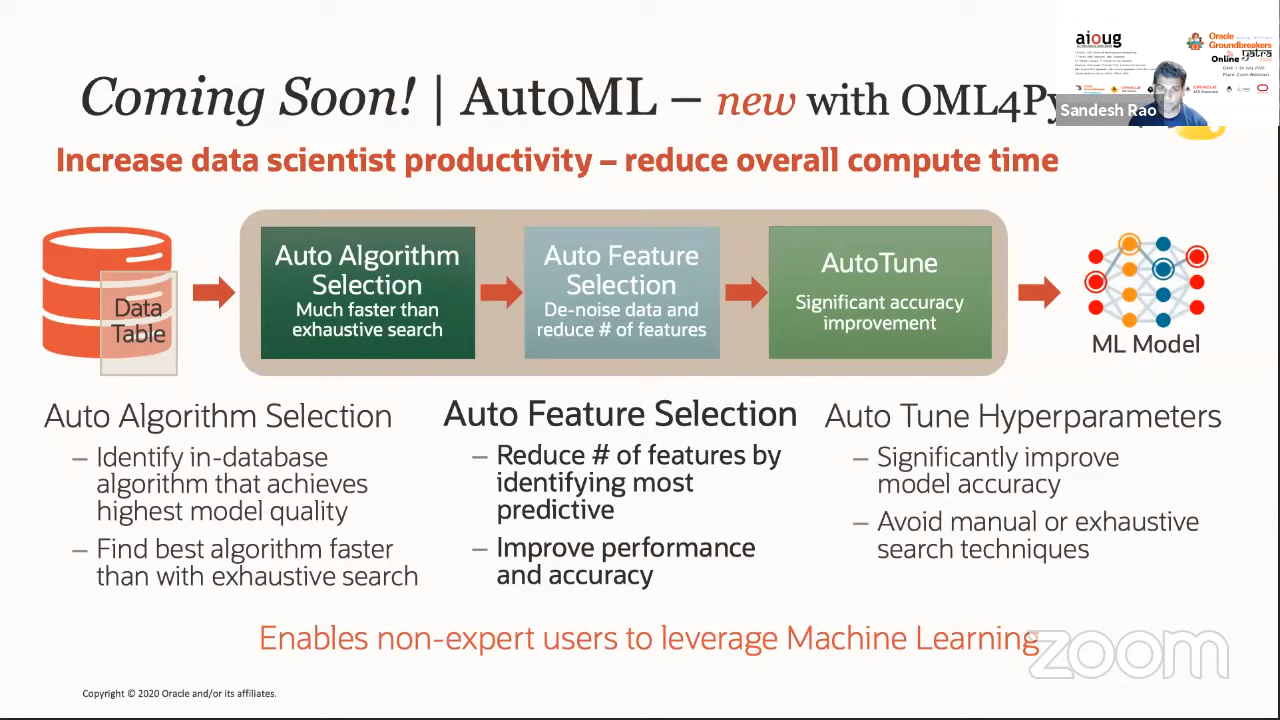 aioug
Oracle
Groundbreakers
Online yatra
Sandesh Rao
Coming Soon! | AutoML – new with OML4Py
Increase data scientist productivity – reduce overall compute time
Data
Table
Auto Algorithm
Selection
Much faster than
exhaustive search
Auto Feature
Selection
De-noise data and
reduce # of features
AutoTune
Significant accuracy
improvement
ML Model
Auto Algorithm Selection
– Identify in-database
algorithm that achieves
highest model quality
– Find best algorithm faster
than with exhaustive search
Auto Feature Selection
– Reduce # of features by
identifying most
predictive
– Improve performance
and accuracy
Auto Tune Hyperparameters
– Significantly improve
model accuracy
– Avoid manual or exhaustive
search techniques
Enables non-expert users to leverage Machine Learning
zoom
Copyright © 2020 Oracle and/or its affiliates.